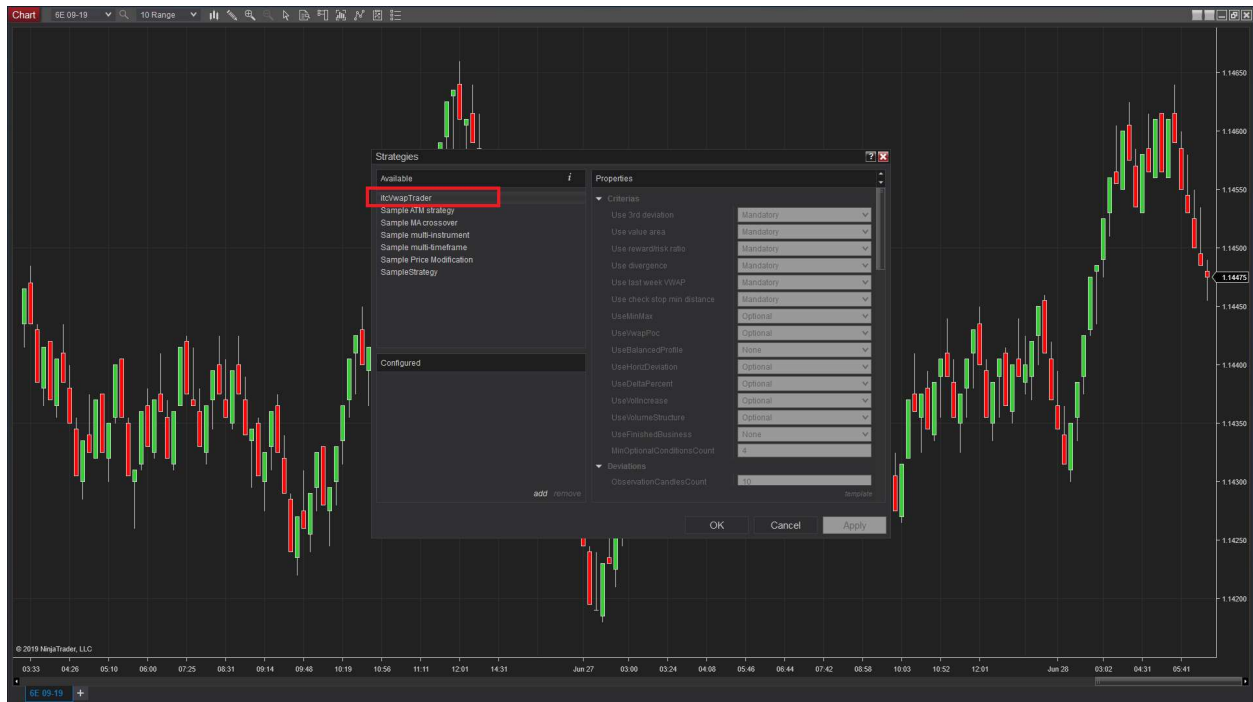 Chart 6E 09-19 10 Range
1.14650
1.14600
1.14550
1.14500
1.14475
1.14450
1.14400
1.14350
1.14300
1.14250
1.14200
Strategies ? X
Available i
itcVwapTrader
Sample ATM strategy
Sample MA crossover
Sample multi-instrument
Sample multi-timeframe
Sample Price Modification
SampleStrategy
Configured
add remove
Properties
Criterias
Use 3rd deviation Mandatory
Use value area Mandatory
Use reward/risk ratio Mandatory
Use divergence Mandatory
Use last week VWAP Mandatory
Use check stop min distance Mandatory
UseMinMax Optional
UseVwapPoc Optional
UseBalancedProfile None
UseHorizDeviation Optional
UseDeltaPercent Optional
UseVolIncrease Optional
UseVolumeStructure Optional
UseFinishedBusiness None
MinOptionalConditionsCount 4
Deviations
ObservationCandlesCount 10
template
OK Cancel Apply
© 2019 NinjaTrader, LLC
03:33 04:26 05:10 06:00 07:25 08:31 09:14 09:48 10:19 10:56 11:11 12:01 14:31 Jun 27 03:00 03:24 04:08 05:46 06:44 07:42 08:58 10:03 10:52 12:01 Jun 28 03:02 04:31 05:41
6E 09-19 +